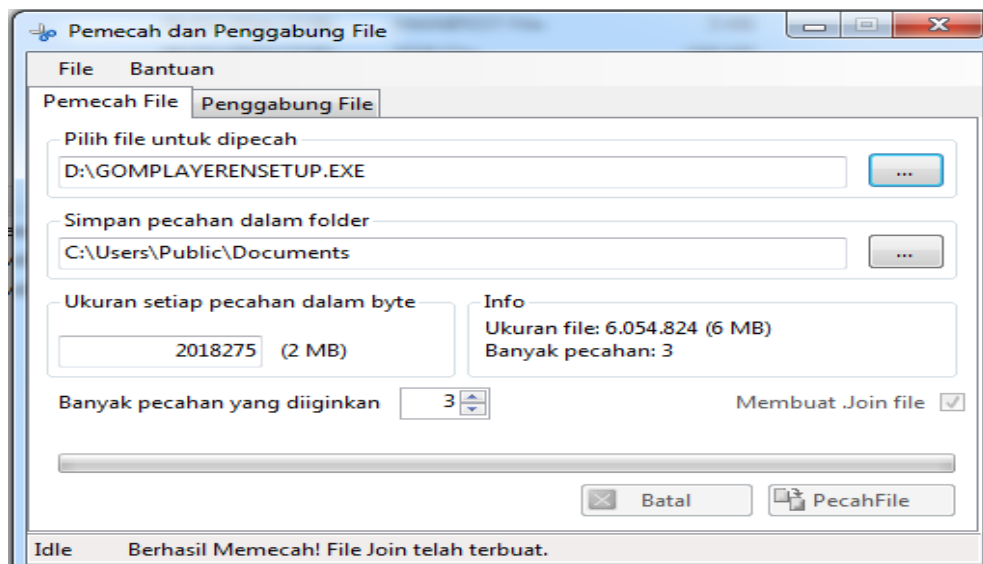 Pemecah dan Penggabung File
File Bantuan
Pemecah File Penggabung File
Pilih file untuk dipecah
D:\GOMPLAYERENSETUP.EXE ...
Simpan pecahan dalam folder
C:\Users\Public\Documents ...
Ukuran setiap pecahan dalam byte
2018275 (2 MB)
Info
Ukuran file: 6.054.824 (6 MB)
Banyak pecahan: 3
Banyak pecahan yang diiginkan 3 Membuat .Join file
Batal PecahFile
Idle Berhasil Memecah! File Join telah terbuat.